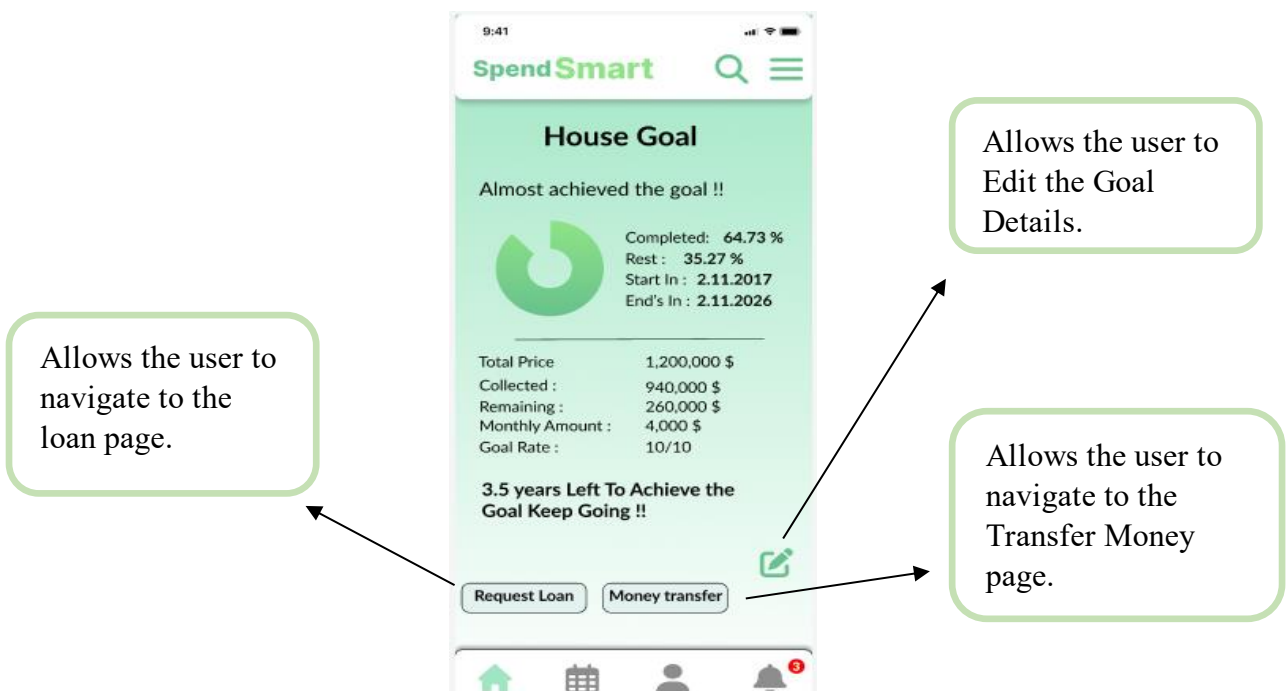 9:41
SpendSmart
House Goal
Almost achieved the goal !!
Completed: 64.73 %
Rest : 35.27 %
Start In : 2.11.2017
End's In : 2.11.2026
Total Price 1,200,000 $
Collected : 940,000 $
Remaining : 260,000 $
Monthly Amount : 4,000 $
Goal Rate : 10/10
3.5 years Left To Achieve the
Goal Keep Going !!
Request Loan
Money transfer
3
Allows the user to
navigate to the
loan page.
Allows the user to
Edit the Goal
Details.
Allows the user to
navigate to the
Transfer Money
page.